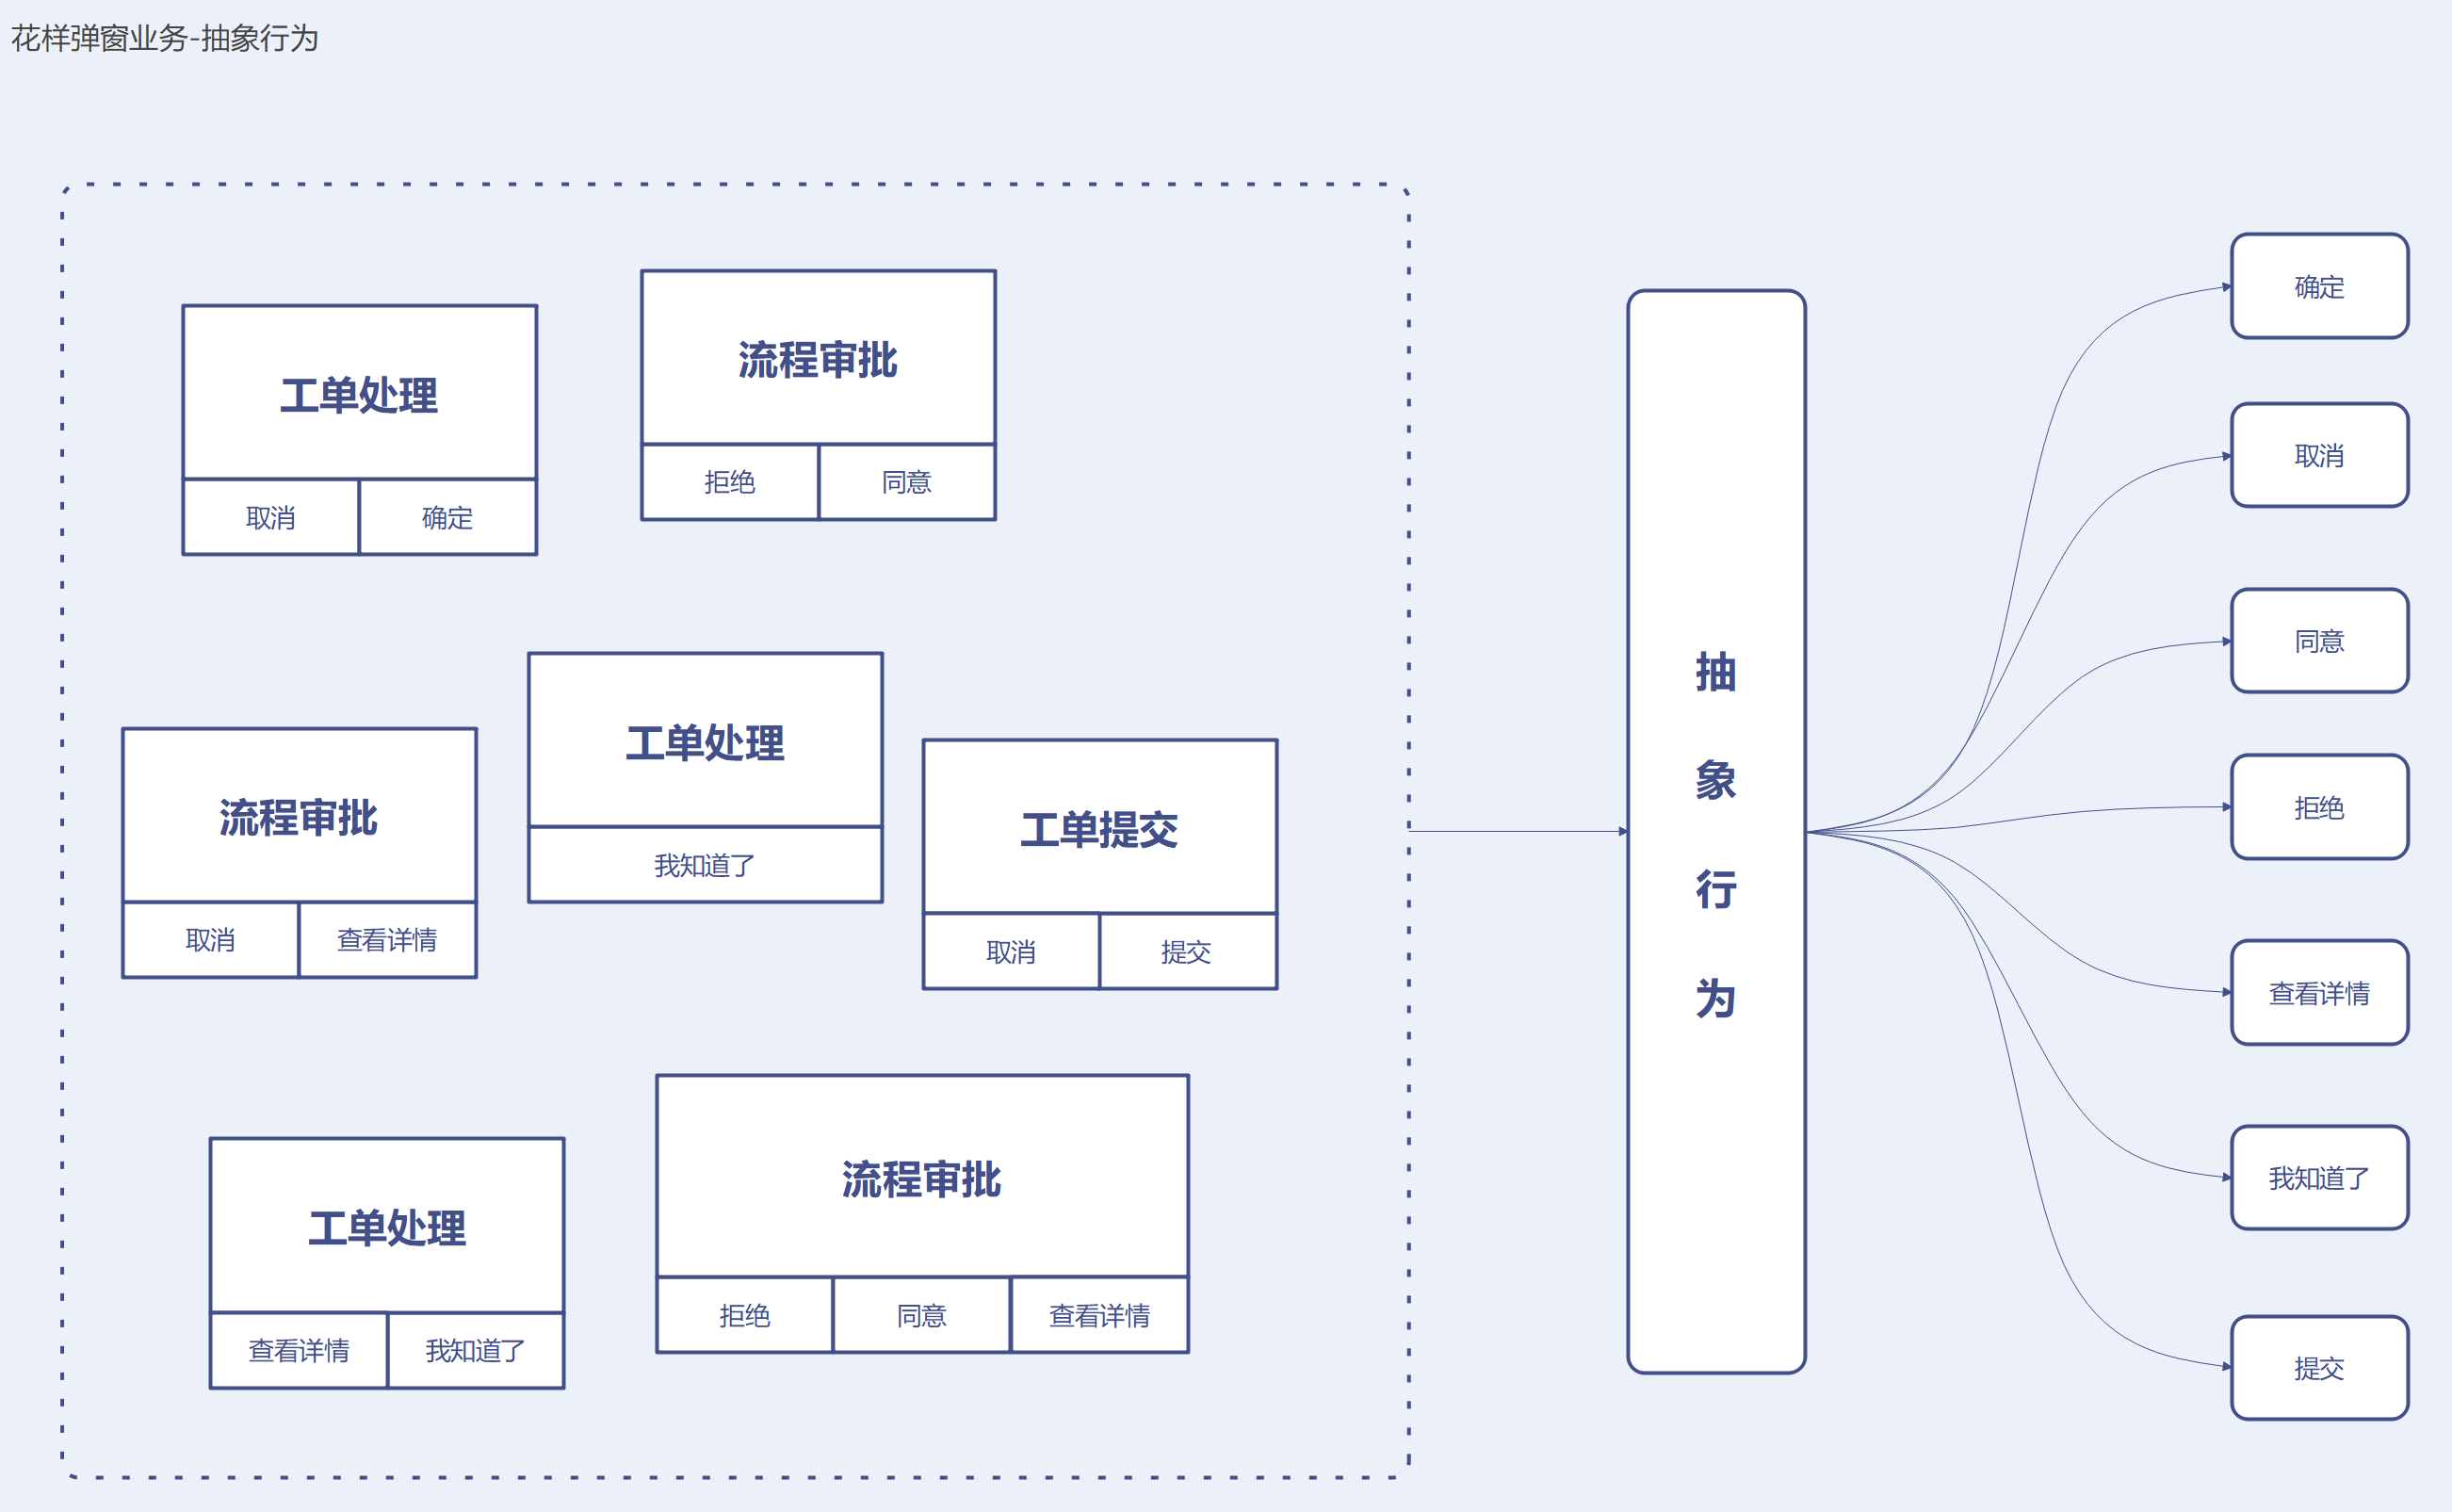 花样弹窗业务-抽象行为
工单处理
取消
确定
流程审批
拒绝
同意
流程审批
取消
查看详情
工单处理
我知道了
工单提交
取消
提交
工单处理
查看详情
我知道了
流程审批
拒绝
同意
查看详情
抽
象
行
为
确定
取消
同意
拒绝
查看详情
我知道了
提交